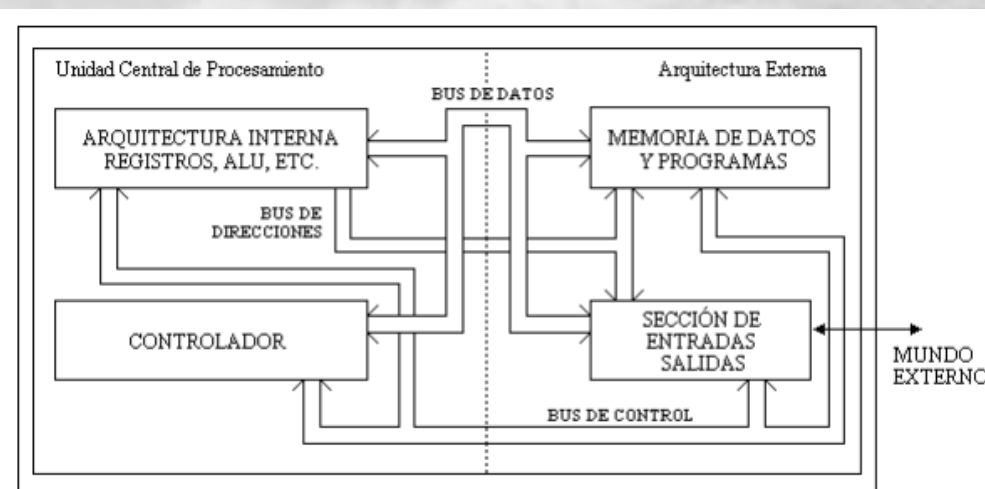 Unidad Central de Procesamiento
Arquitectura Externa
BUS DE DATOS
ARQUITECTURA INTERNA
REGISTROS, ALU, ETC.
MEMORIA DE DATOS
Y PROGRAMAS
BUS DE
DIRECCIONES
CONTROLADOR
SECCIÓN DE
ENTRADAS
SALIDAS
MUNDO
EXTERNO
BUS DE CONTROL